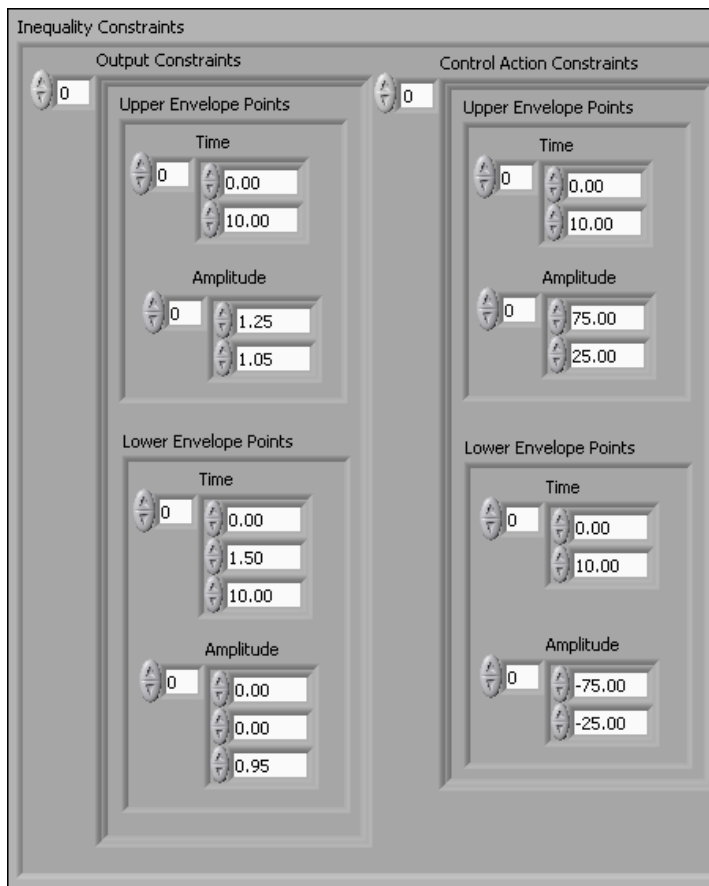 Inequality Constraints
Output Constraints
0
Upper Envelope Points
Time
0
0.00
10.00
Amplitude
0
1.25
1.05
Lower Envelope Points
Time
0
0.00
1.50
10.00
Amplitude
0
0.00
0.00
0.95
Control Action Constraints
0
Upper Envelope Points
Time
0
0.00
10.00
Amplitude
0
75.00
25.00
Lower Envelope Points
Time
0
0.00
10.00
Amplitude
0
-75.00
-25.00